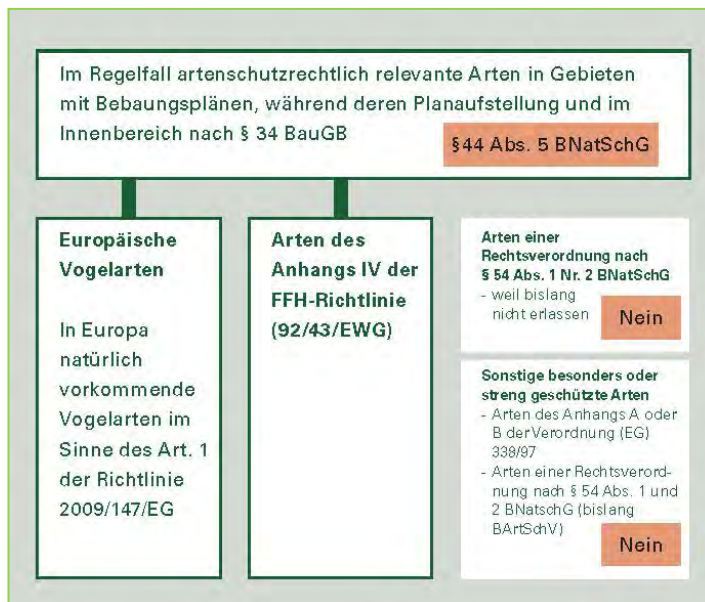 Im Regelfall artenschutzrechtlich relevante Arten in Gebieten
mit Bebaungsplänen, während deren Planaufstellung und im
Innenbereich nach § 34 BauGB
§44 Abs. 5 BNatSchG
Europäische
Vogelarten
In Europa
natürlich
vorkommende
Vogelarten im
Sinne des Art. 1
der Richtlinie
2009/147/EG
Arten des
Anhangs IV der
FFH-Richtlinie
(92/43/EWG)
Arten einer
Rechtsverordnung nach
§ 54 Abs. 1 Nr. 2 BNatSchG
- weil bislang
nicht erlassen
Nein
Sonstige besonders oder
streng geschützte Arten
- Arten des Anhangs A oder
B der Verordnung (EG)
338/97
- Arten einer Rechtsverord-
nung nach § 54 Abs. 1 und
2 BNatschG (bislang
BArtSchV)
Nein